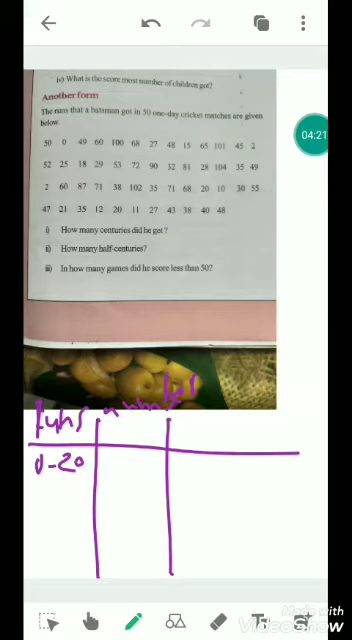 (v) What is the score most number of children got?
Another form
The runs that a batsman got in 50 one-day cricket matches are given
below.
50 0 49 60 100 68 27 48 15 65 101 45 2
52 25 18 29 53 72 90 32 81 28 104 35 49
2 60 87 71 38 102 35 71 68 20 10 30 55
47 21 35 12 20 11 27 43 38 40 48
i) How many centuries did he get?
ii) How many half-centuries?
iii) In how many games did he score less than 50?
04:21
Runs
0-20
Made with
VideoShow